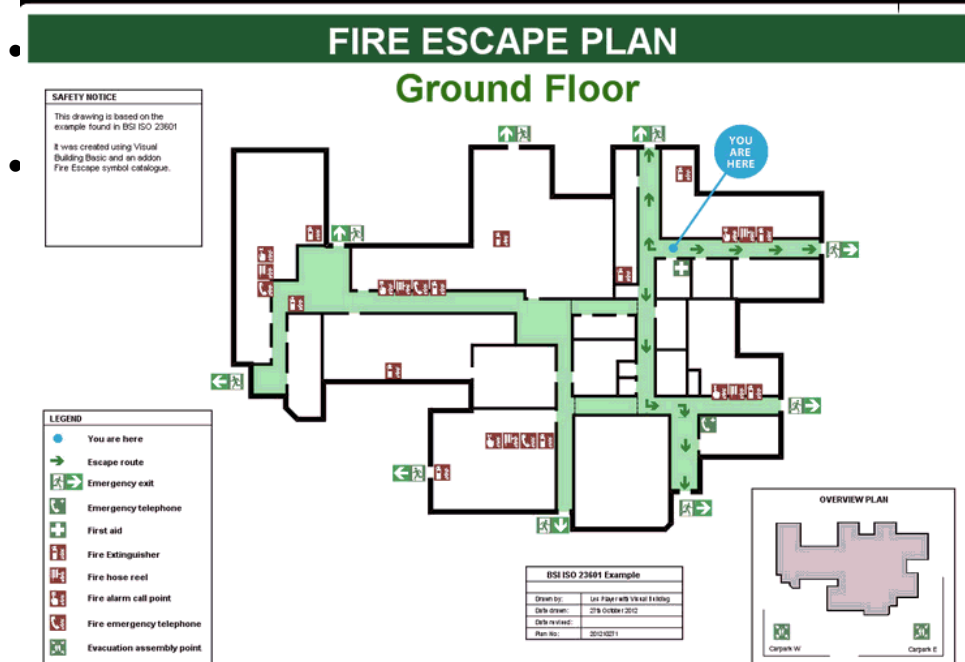 FIRE ESCAPE PLAN
Ground Floor
SAFETY NOTICE
This drawing is based on the
example found in BSI ISO 23601
It was created using Visual
Building Basic and an addon
Fire Escape symbol catalogue.
YOU
ARE
HERE
LEGEND
You are here
Escape route
Emergency exit
Emergency telephone
First aid
Fire Extinguisher
Fire hose reel
Fire alarm call point
Fire emergency telephone
Evacuation assembly point
BSI ISO 23601 Example
Drawn by:
with Visual Building
Date drawn:
27th October 2012
Date revised:
Plan No:
201210271
OVERVIEW PLAN
Carpark W
Carpark E